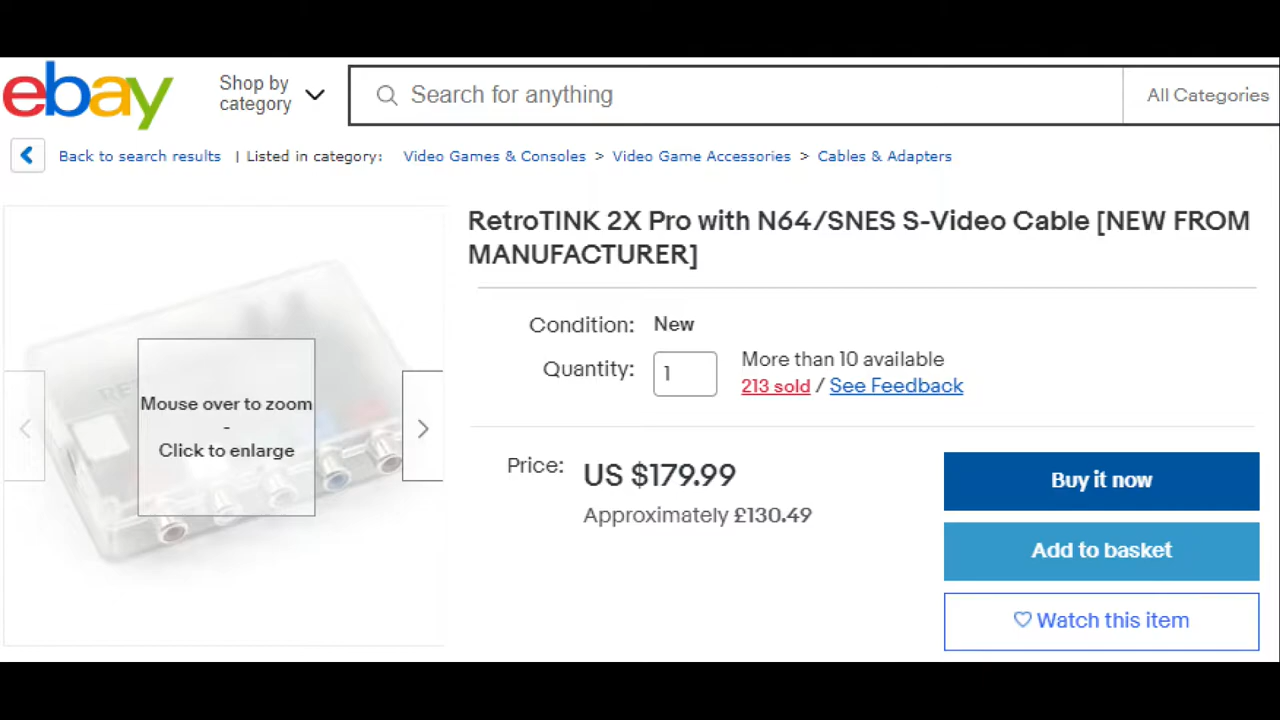 ebay
Shop by
category
Search for anything
All Categories
Back to search results | Listed in category: Video Games & Consoles > Video Game Accessories > Cables & Adapters
RetroTINK 2X Pro with N64/SNES S-Video Cable [NEW FROM
MANUFACTURER]
Mouse over to zoom
-
Click to enlarge
Condition: New
Quantity: 1 More than 10 available
213 sold / See Feedback
Price: US $179.99
Approximately £130.49
Buy it now
Add to basket
Watch this item